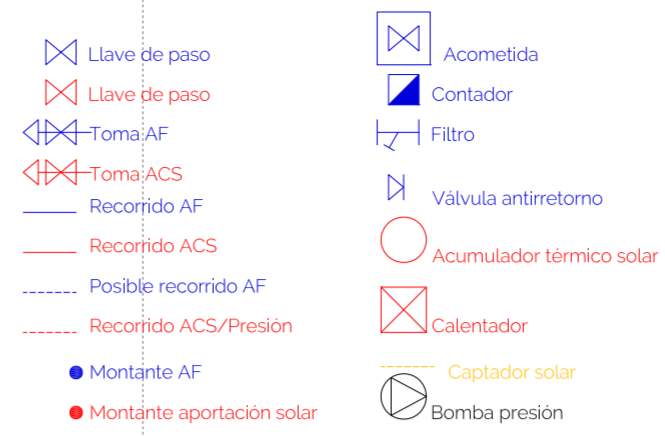 Llave de paso
Llave de paso
Toma AF
Toma ACS
Recorrido AF
Recorrido ACS
Posible recorrido AF
Recorrido ACS/Presión
Montante AF
Montante aportación solar
Acometida
Contador
Filtro
Válvula antirretorno
Acumulador térmico solar
Calentador
Captador solar
Bomba presión